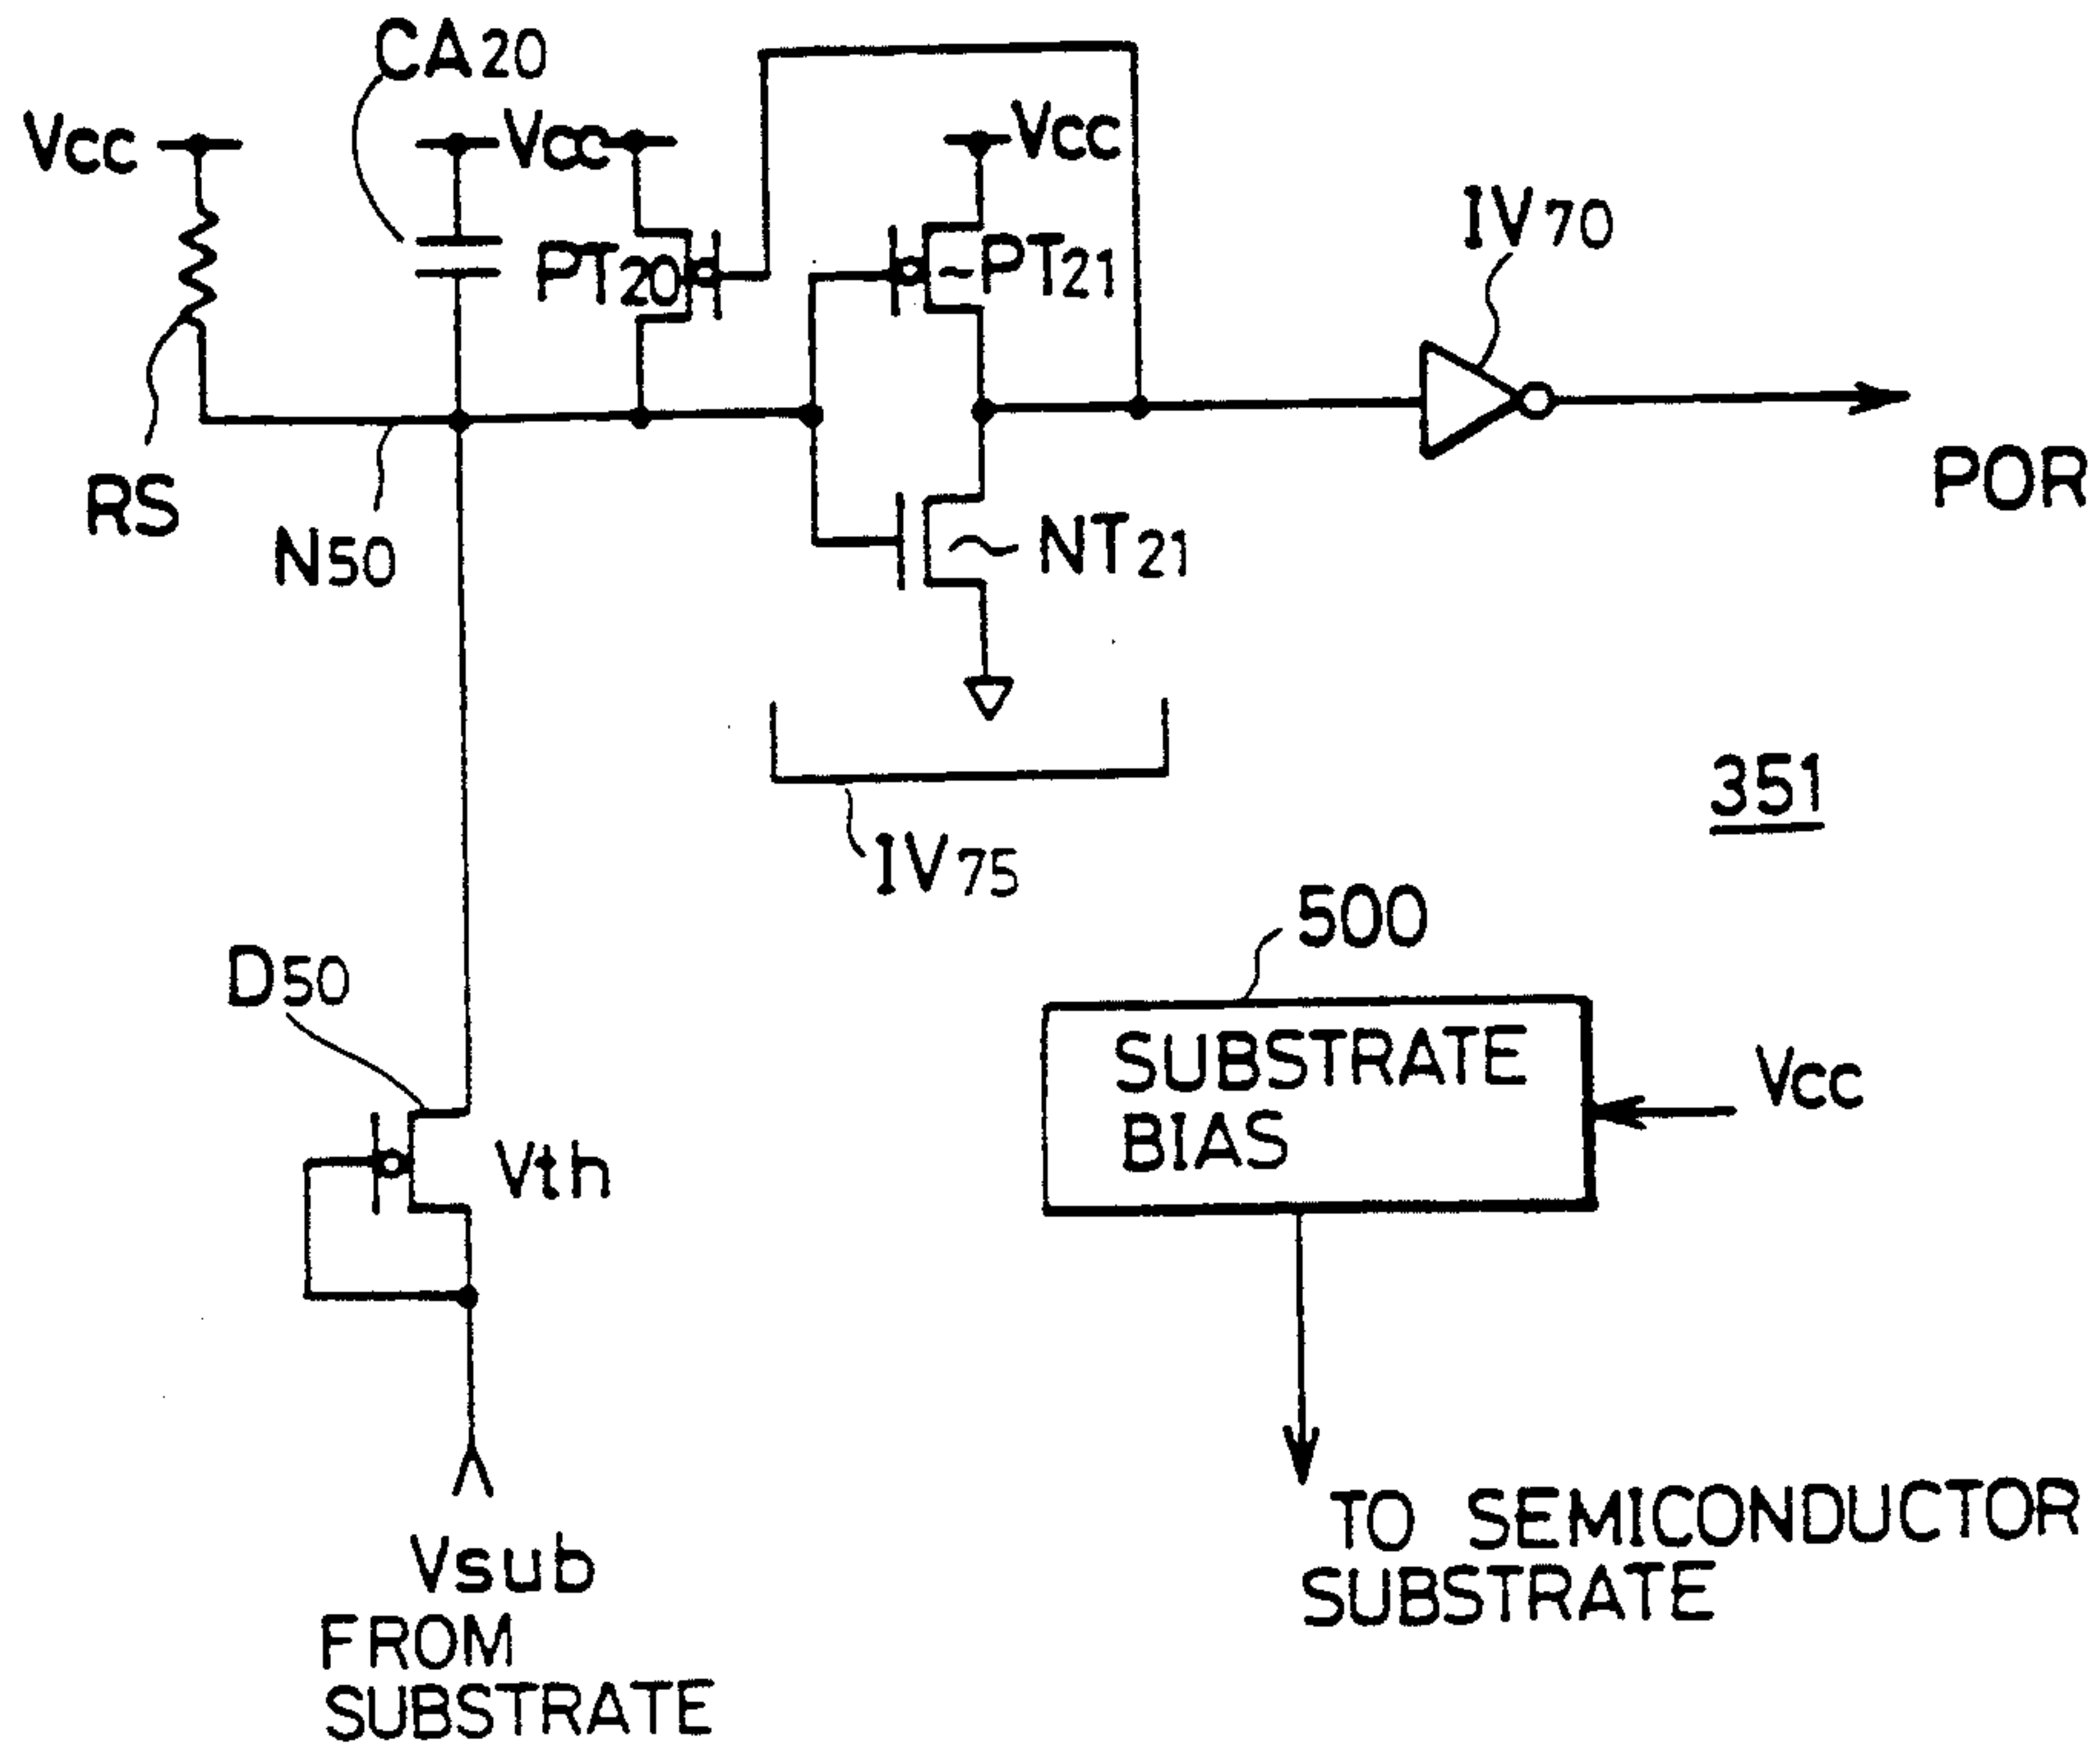 CA20
Vcc
Vcc
Vcc
IV70
PT20
PT21
RS
N50
NT21
POR
351
IV75
500
D50
SUBSTRATE
BIAS
Vcc
Vth
Vsub
FROM
SUBSTRATE
TO SEMICONDUCTOR
SUBSTRATE